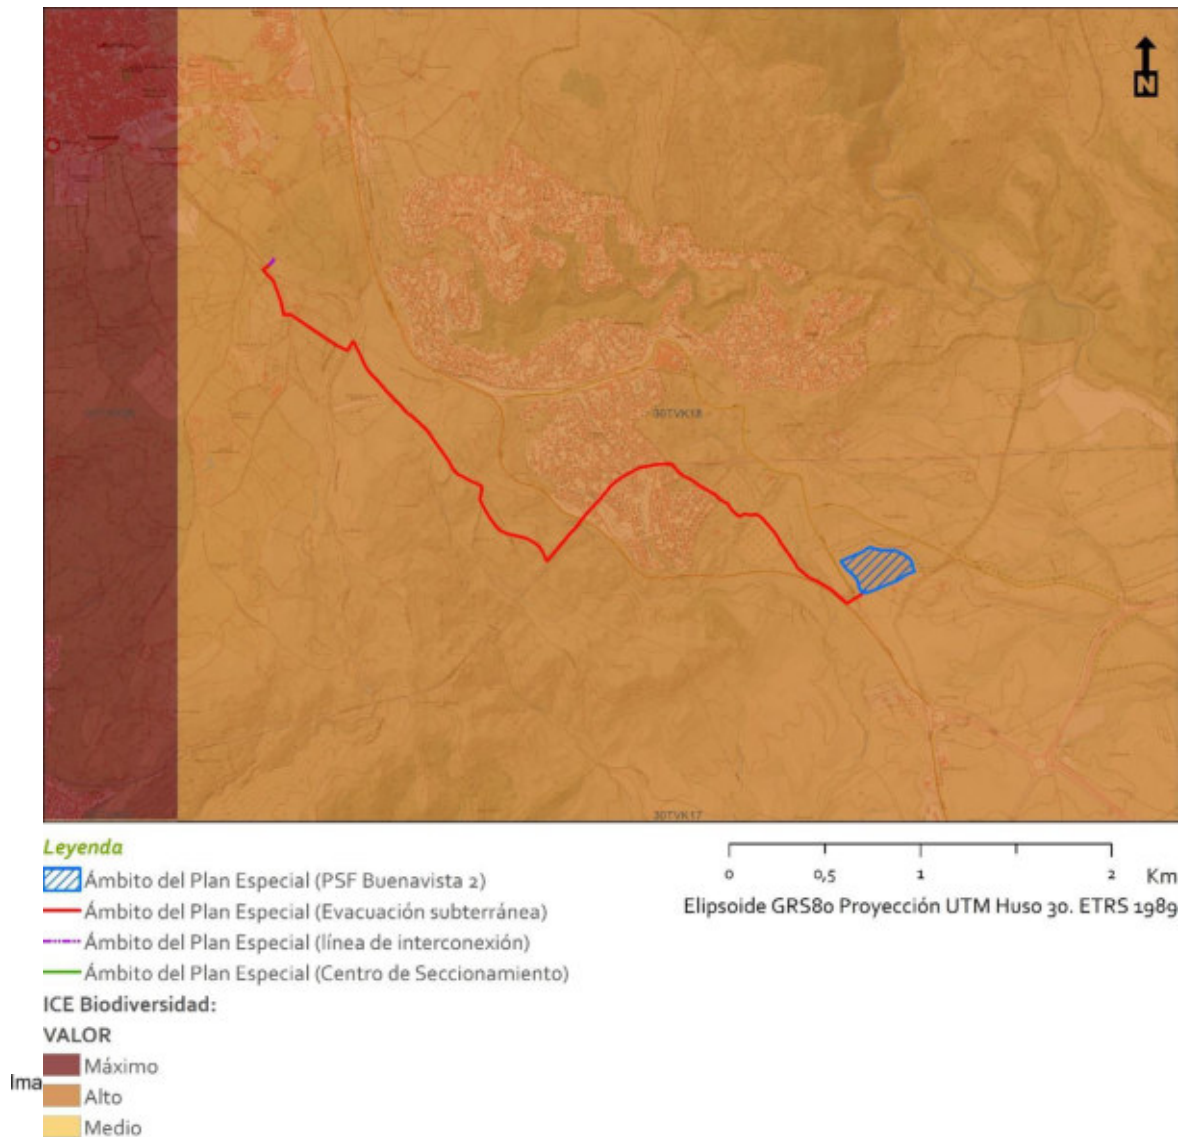 N
30TVK18
30TVK17
Leyenda
Ámbito del Plan Especial (PSF Buenavista 2)
Ámbito del Plan Especial (Evacuación subterránea)
Ámbito del Plan Especial (línea de interconexión)
Ámbito del Plan Especial (Centro de Seccionamiento)
0 0,5 1 2 Km
Elipsoide GRS80 Proyección UTM Huso 30. ETRS 1989
ICE Biodiversidad:
VALOR
Máximo
Ima
Alto
Medio